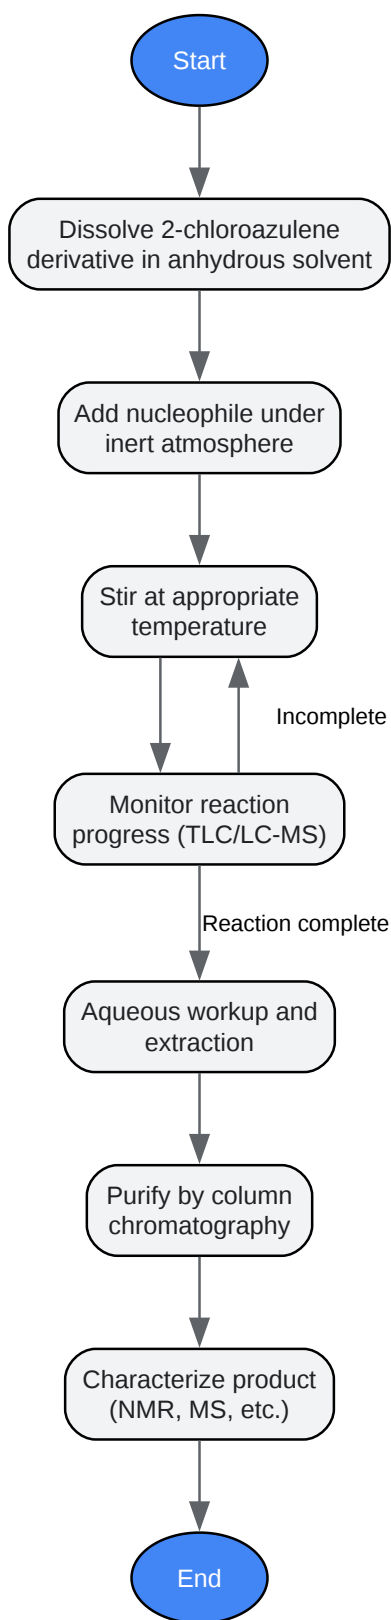 Start
Dissolve 2-chloroazulene
derivative in anhydrous solvent
Add nucleophile under
inert atmosphere
Stir at appropriate
temperature
Incomplete
Monitor reaction
progress (TLC/LC-MS)
Reaction complete
Aqueous workup and
extraction
Purify by column
chromatography
Characterize product
(NMR, MS, etc.)
End